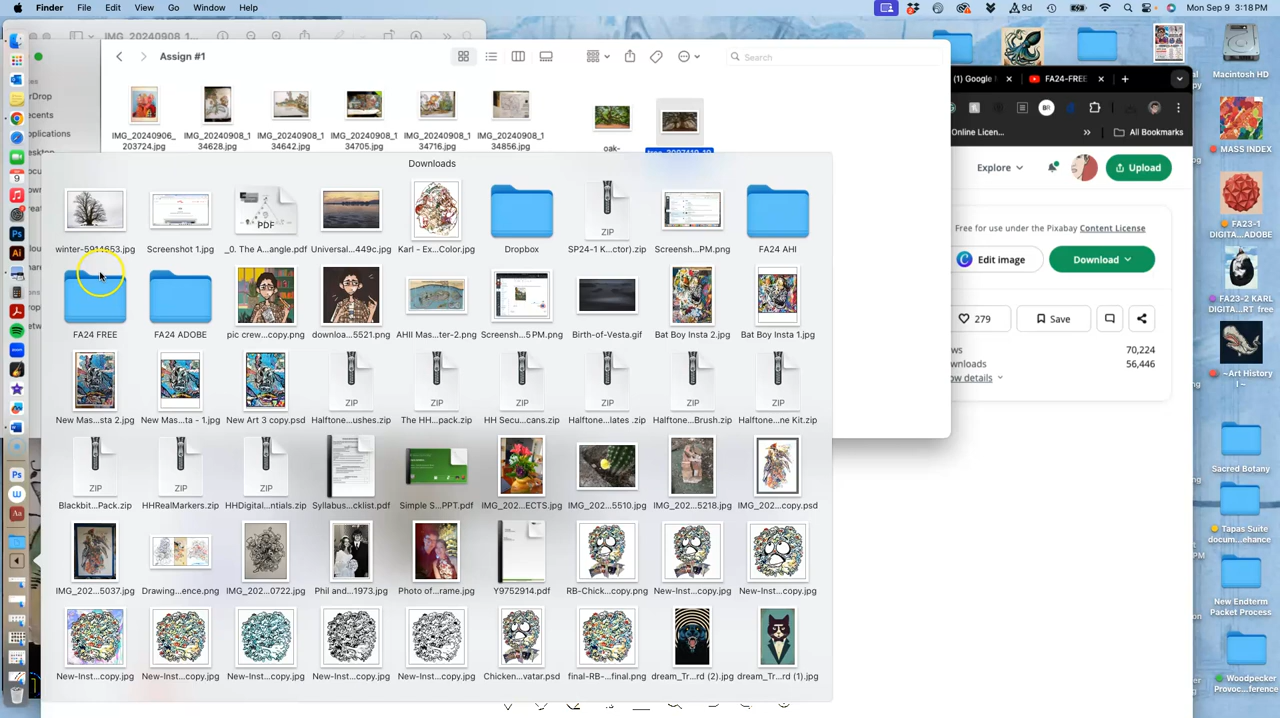 Finder File Edit View Go Window Help
9d Mon Sep 9 3:18 PM
Assign #1
Search
IMG_20240906_
203724.jpg
IMG_20240908_1
34628.jpg
IMG_20240908_1
34642.jpg
IMG_20240908_1
34705.jpg
IMG_20240908_1
34716.jpg
IMG_20240908_1
34856.jpg
oak-
Downloads
winter-5914653.jpg
Screenshot 1.jpg
_0. The A...angle.pdf
Universal...449c.jpg
Karl - Ex...Color.jpg
Dropbox
SP24-1 K...ctor).zip
Screensh...PM.png
FA24 AHI
FA24 FREE
FA24 ADOBE
pic crew...copy.png
downloa...5521.png
AHII Mas...ter-2.png
Screensh...5PM.png
Birth-of-Vesta.gif
Bat Boy Insta 2.jpg
Bat Boy Insta 1.jpg
New Mas...sta 2.jpg
New Mas...ta - 1.jpg
New Art 3 copy.psd
Halftone...ushes.zip
The HH...pack.zip
HH Secu...cans.zip
Halftone...lates .zip
Halftone...Brush.zip
Halftone...ne Kit.zip
Blackbit...Pack.zip
HHRealMarkers.zip
HHDigital...ntials.zip
Syllabus...cklist.pdf
Simple S...PPT.pdf
IMG_202...ECTS.jpg
IMG_202...5510.jpg
IMG_202...5218.jpg
IMG_202...copy.psd
IMG_202...5037.jpg
Drawing...ence.png
IMG_202...0722.jpg
Phil and...1973.jpg
Photo of...rame.jpg
Y9752914.pdf
RB-Chick...copy.png
New-Inst...copy.jpg
New-Inst...copy.jpg
New-Inst...copy.jpg
New-Inst...copy.jpg
New-Inst...copy.jpg
New-Inst...copy.jpg
New-Inst...copy.jpg
Chicken...vatar.psd
final-RB-...final.png
dream_Tr...rd (2).jpg
dream_Tr...rd (1).jpg
(1) Google
FA24-FREE
Online Licen...
All Bookmarks
Explore
Upload
Free for use under the Pixabay Content License
Edit image
Download
279
Save
70,224
56,446
Macintosh HD
MASS INDEX
FA23-1
DIGITA...ADOBE
FA23-2 KARL
DIGITA...RT free
~Art History
I ~
Sacred Botany
Tapas Suite
docum...ehance
New Endterm
Packet Process
Woodpecker
Provoc...ference